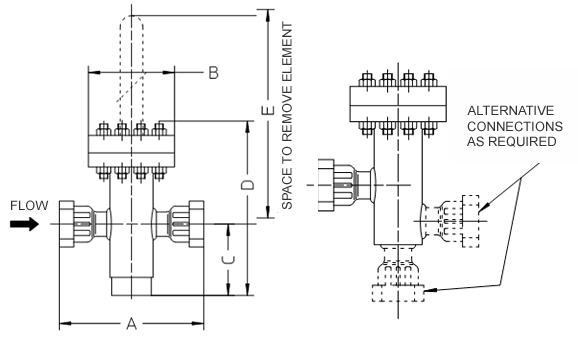 B
E
SPACE TO REMOVE ELEMENT
D
FLOW
C
A
ALTERNATIVE
CONNECTIONS
AS REQUIRED